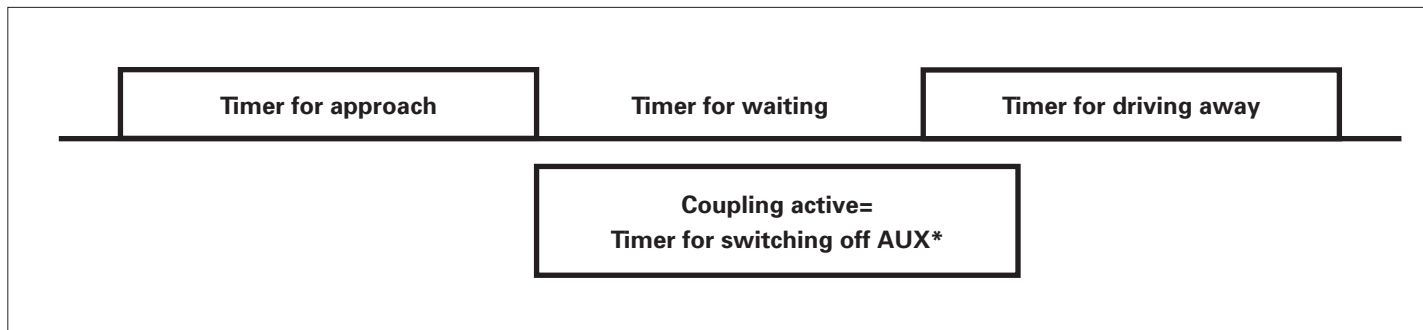 Timer for approach
Timer for waiting
Timer for driving away
Coupling active=
Timer for switching off AUX*